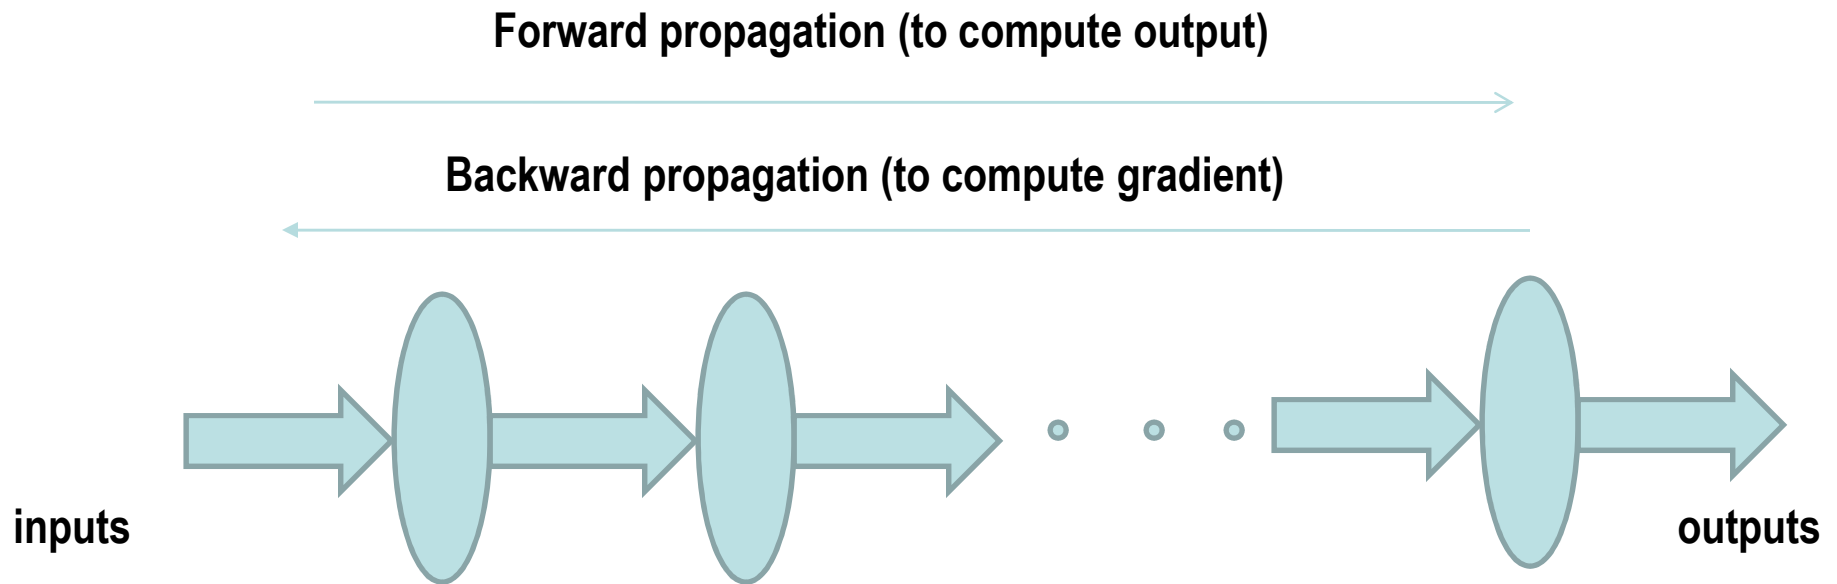 Forward propagation (to compute output)
Backward propagation (to compute gradient)
inputs
outputs